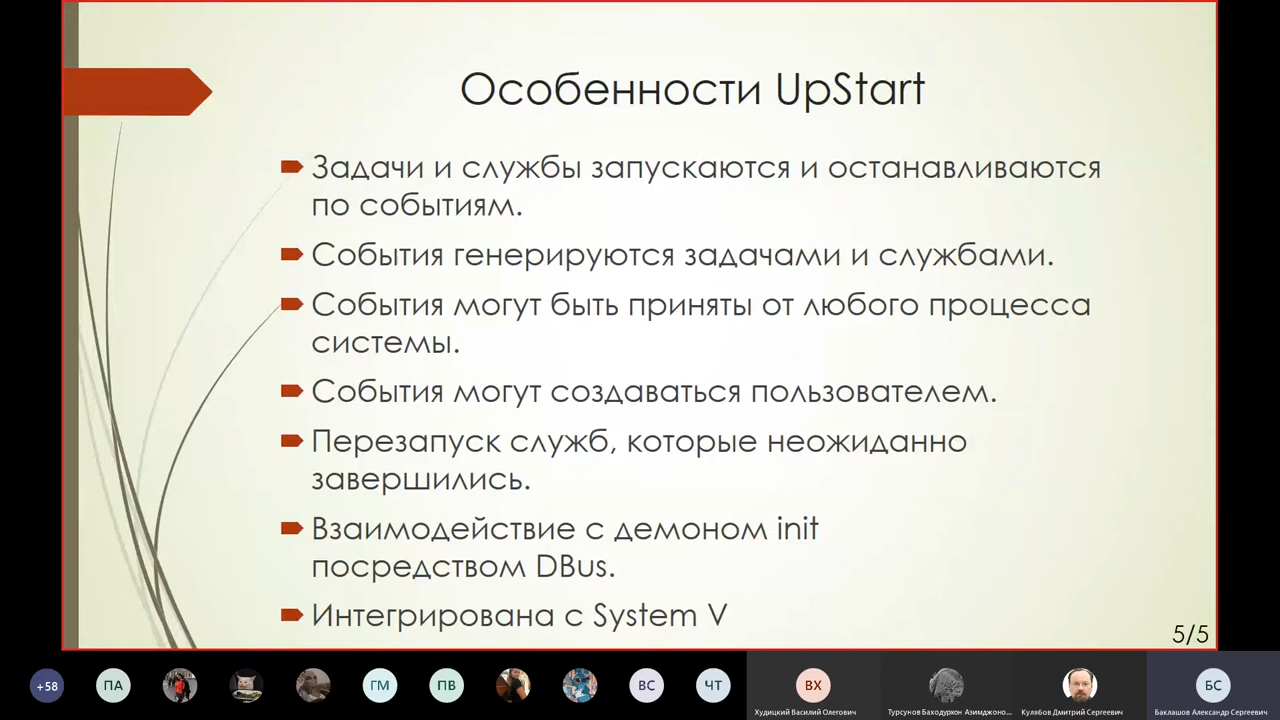 Особенности UpStart
Задачи и службы запускаются и останавливаются
по событиям.
События генерируются задачами и службами.
События могут быть приняты от любого процесса
системы.
События могут создаваться пользователем.
Перезапуск служб, которые неожиданно
завершились.
Взаимодействие с демоном init
посредством DBus.
Интегрирована с System V
5/5
+58
ПА
ГМ
ПВ
ВС
ЧТ
ВХ
БС
Худицкий Василий Олегович
Турсунов Баходурхон Азимджоно...
Кулябов Дмитрий Сергеевич
Баклашов Александр Сергеевич